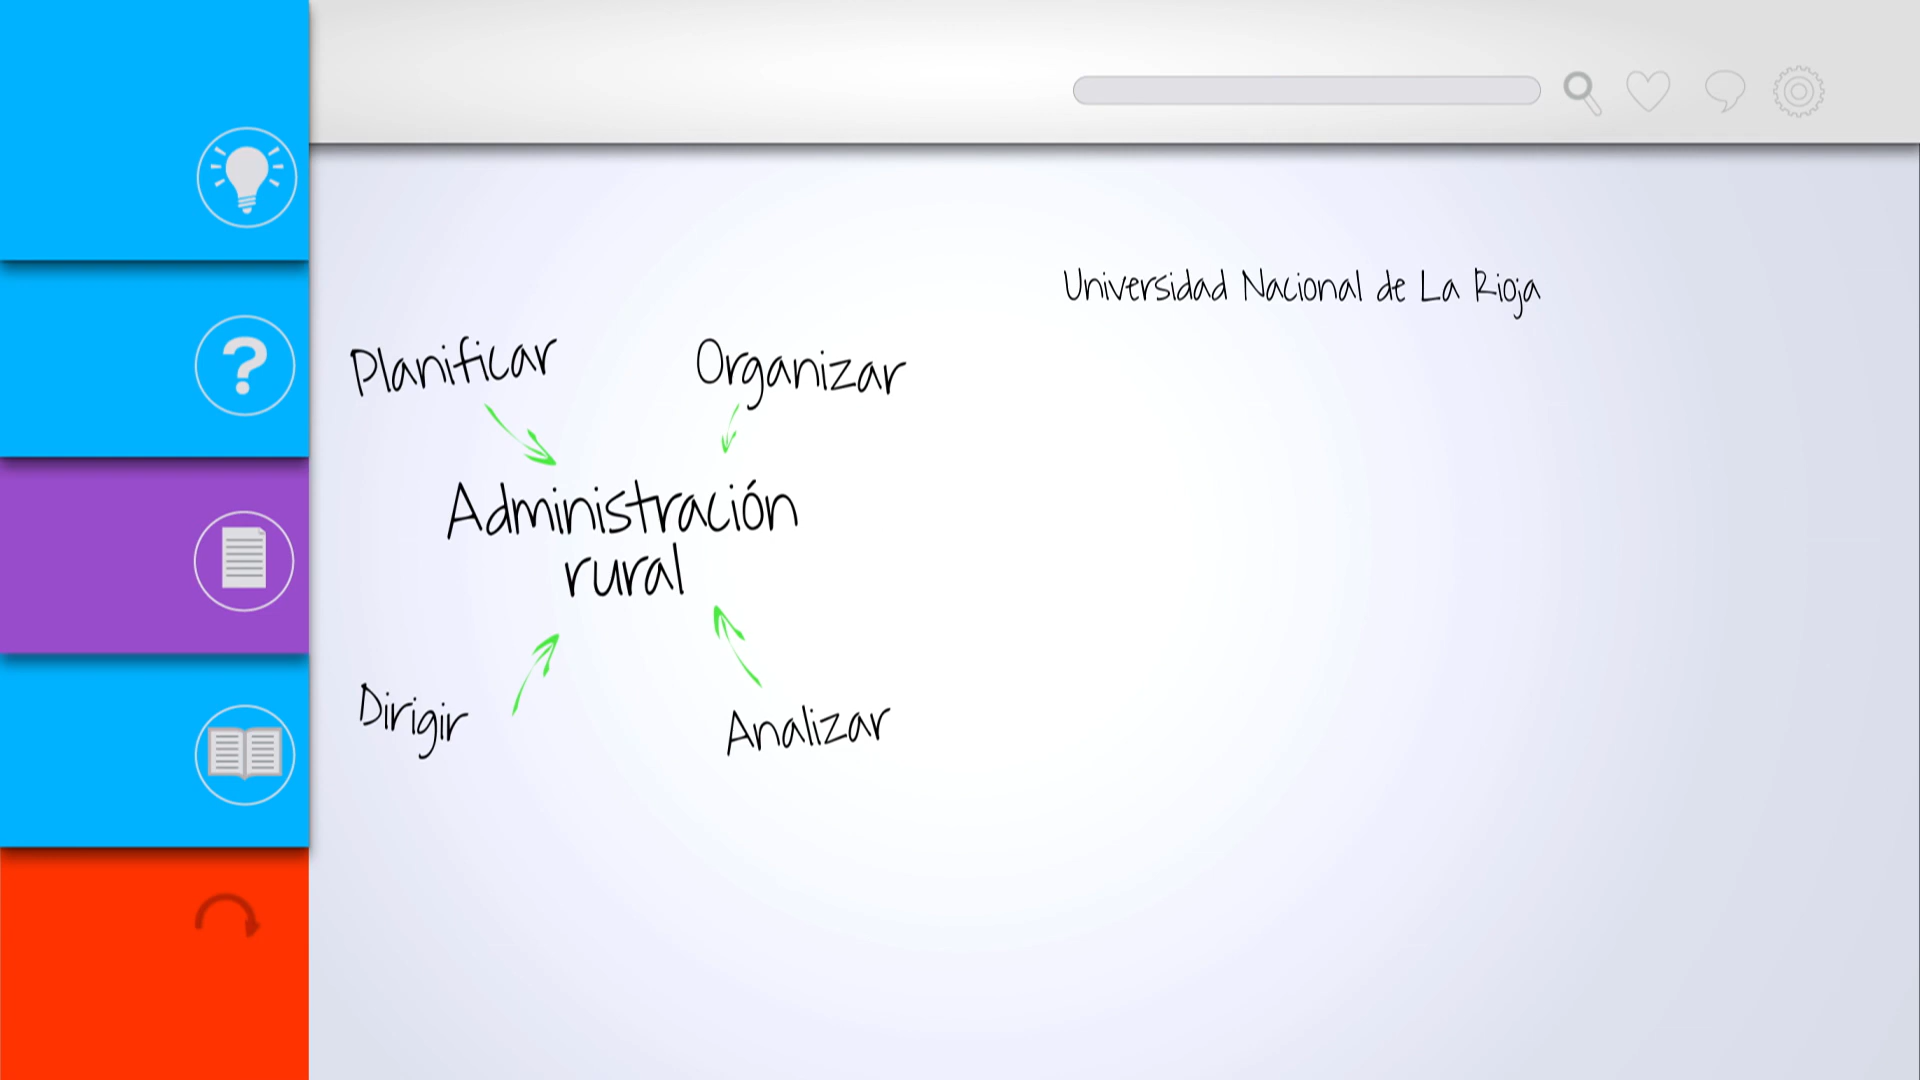 Universidad Nacional de La Rioja
Planificar
Organizar
Administración
rural
Dirigir
Analizar